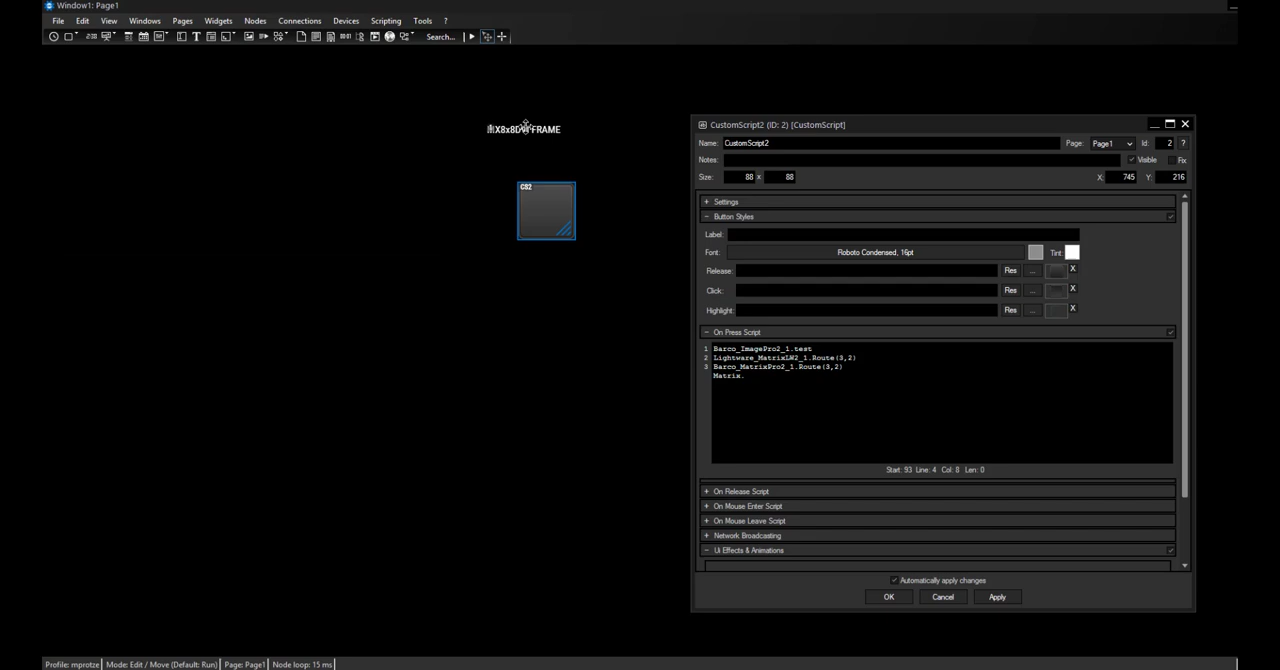 Window1: Page1
File Edit View Windows Pages Widgets Nodes Connections Devices Scripting Tools ?
Search...
FRAME
CS2
CustomScript2 (ID: 2) [CustomScript]
Name: CustomScript2 Page: Page1 Id: 2 ?
Notes: Visible Fix
Size: 88 x 88 X: 745 Y: 216
+ Settings
− Button Styles
Label:
Font: Roboto Condensed, 16pt Tint:
Release: Res ... X
Click: Res ... X
Highlight: Res ... X
− On Press Script
1 Barco_ImagePro2_1.test
2 Lightware_MatrixLW2_1.Route(3,2)
3 Barco_MatrixPro2_1.Route(3,2)
Matrix.
Start: 93 Line: 4 Col: 8 Len: 0
+ On Release Script
+ On Mouse Enter Script
+ On Mouse Leave Script
+ Network Broadcasting
− Ui Effects & Animations
Automatically apply changes
OK Cancel Apply
Profile: mprotze Mode: Edit / Move (Default: Run) Page: Page1 Node loop: 15 ms